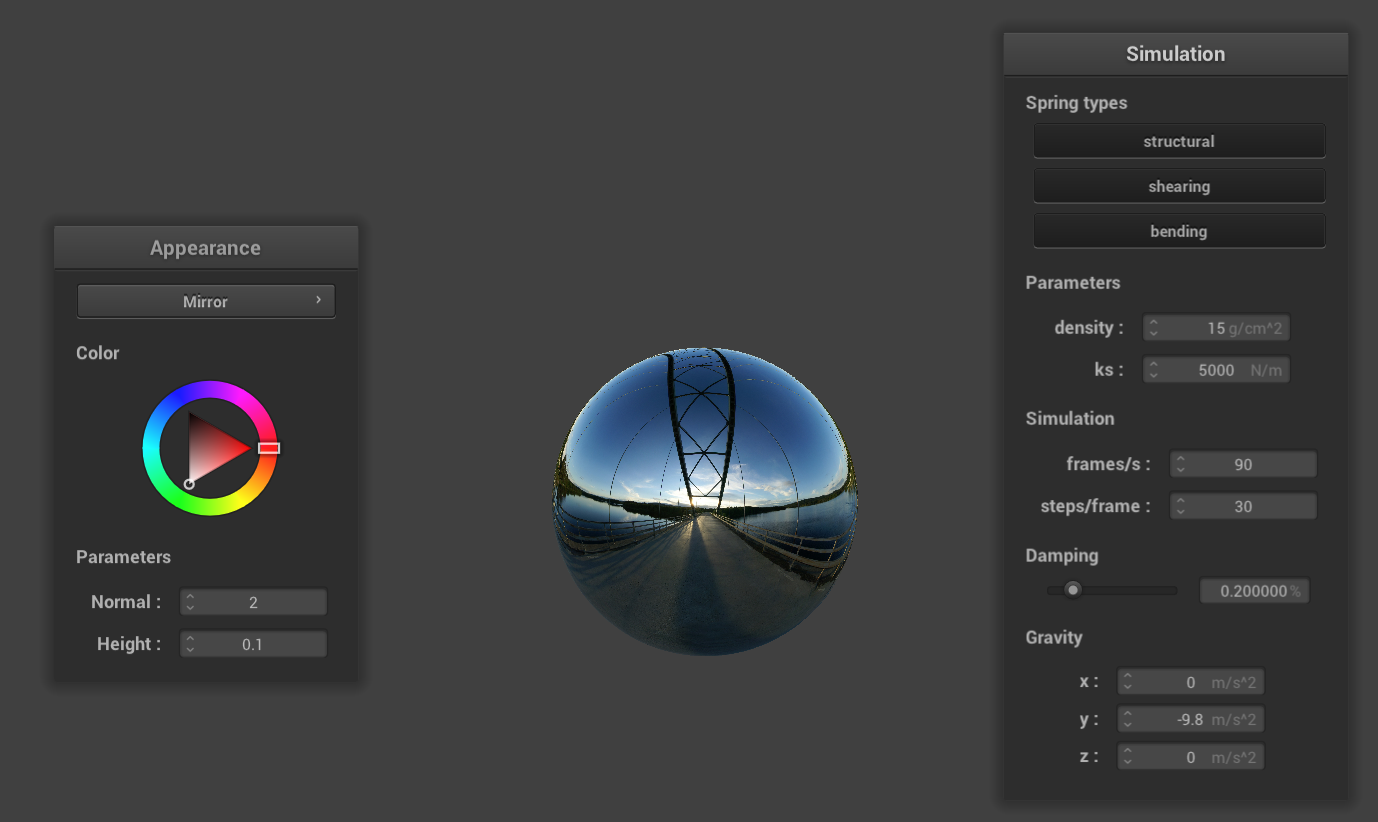 Appearance
Mirror
Color
Parameters
Normal :
2
Height :
0.1
Simulation
Spring types
structural
shearing
bending
Parameters
density :
15 g/cm^2
ks :
5000 N/m
Simulation
frames/s :
90
steps/frame :
30
Damping
0.200000 %
Gravity
x :
0 m/s^2
y :
-9.8 m/s^2
z :
0 m/s^2